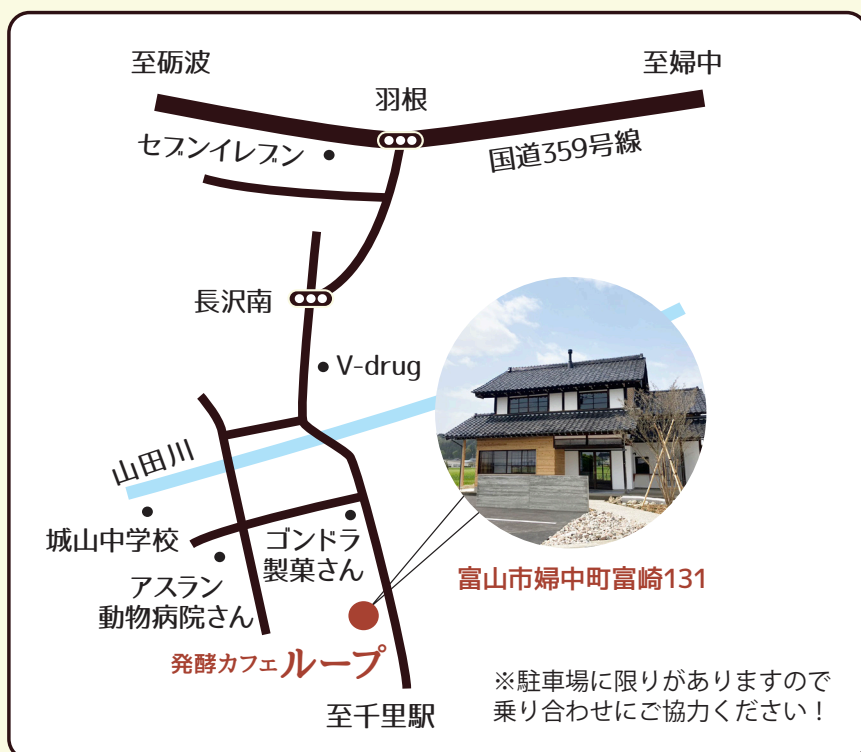 至砺波
至婦中
羽根
セブンイレブン
国道359号線
長沢南
V-drug
山田川
城山中学校
ゴンドラ
製菓さん
アスラン
動物病院さん
富山市婦中町富崎131
発酵カフェ ループ
至千里駅
※駐車場に限りがありますので
乗り合わせにご協力ください！